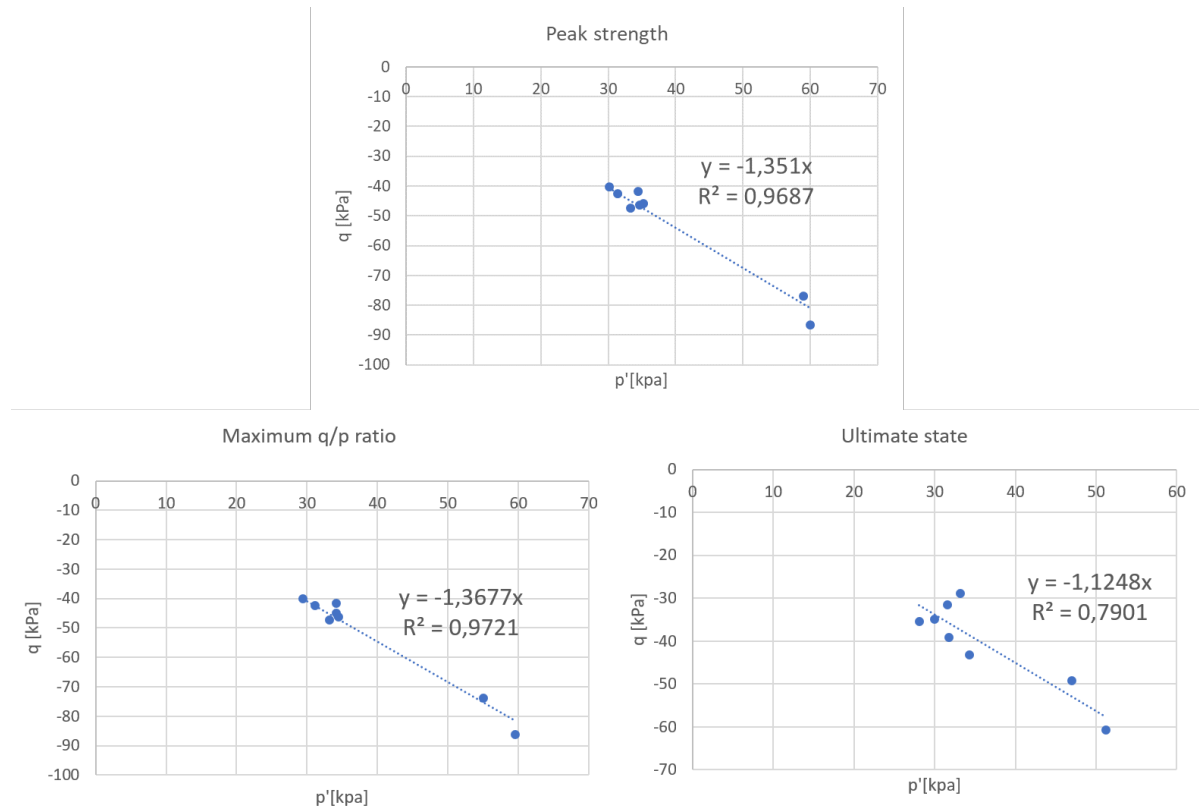 Peak strength
0
0 10 20 30 40 50 60 70
-10
-20
-30
-40
-50
-60
-70
-80
-90
-100
q [kPa]
y = -1,351x
R² = 0,9687
p'[kpa]
Maximum q/p ratio
0
0 10 20 30 40 50 60 70
-10
-20
-30
-40
-50
-60
-70
-80
-90
-100
q [kPa]
y = -1,3677x
R² = 0,9721
p'[kpa]
Ultimate state
0
0 10 20 30 40 50 60
-10
-20
-30
-40
-50
-60
-70
q [kPa]
y = -1,1248x
R² = 0,7901
p'[kpa]